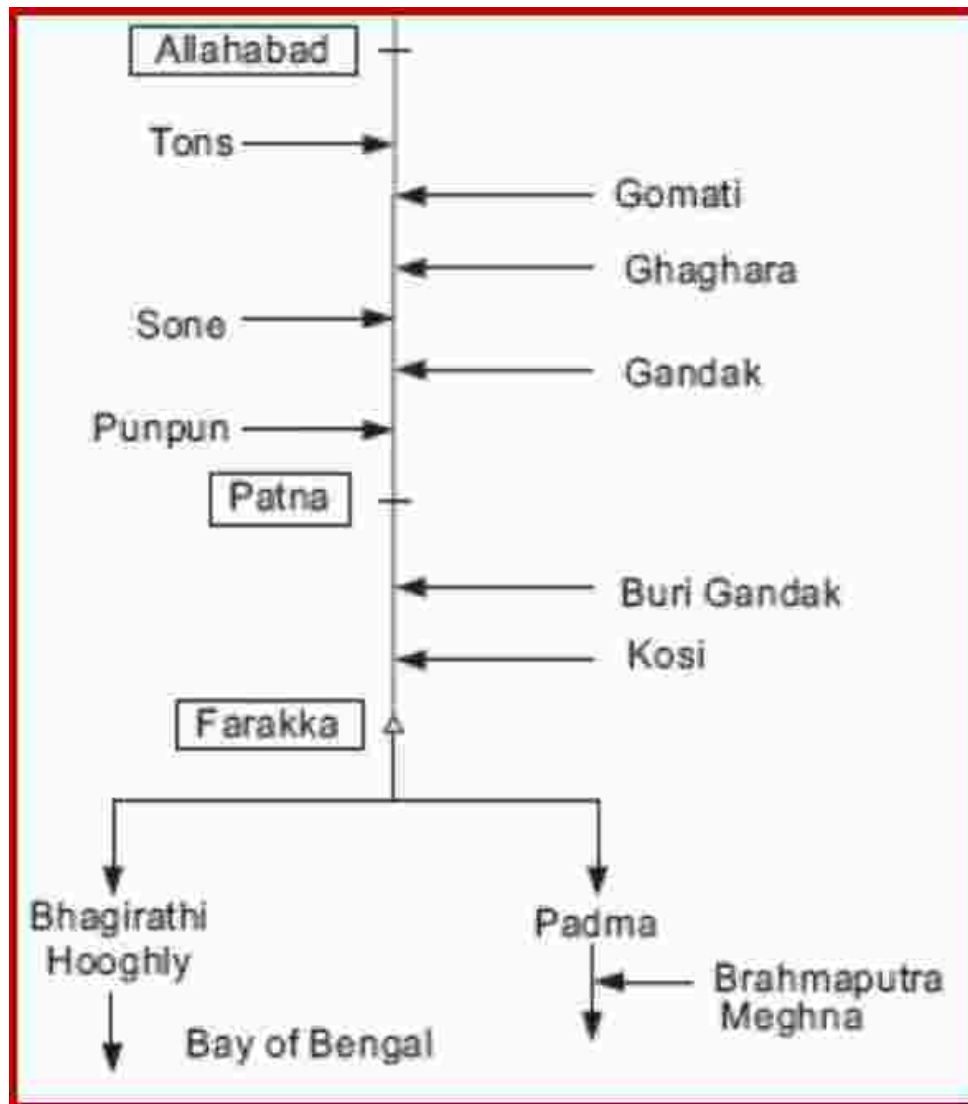 Allahabad
Tons
Gomati
Ghaghara
Sone
Gandak
Punpun
Patna
Buri Gandak
Kosi
Farakka
Bhagirathi
Hooghly
Padma
Brahmaputra
Meghna
Bay of Bengal